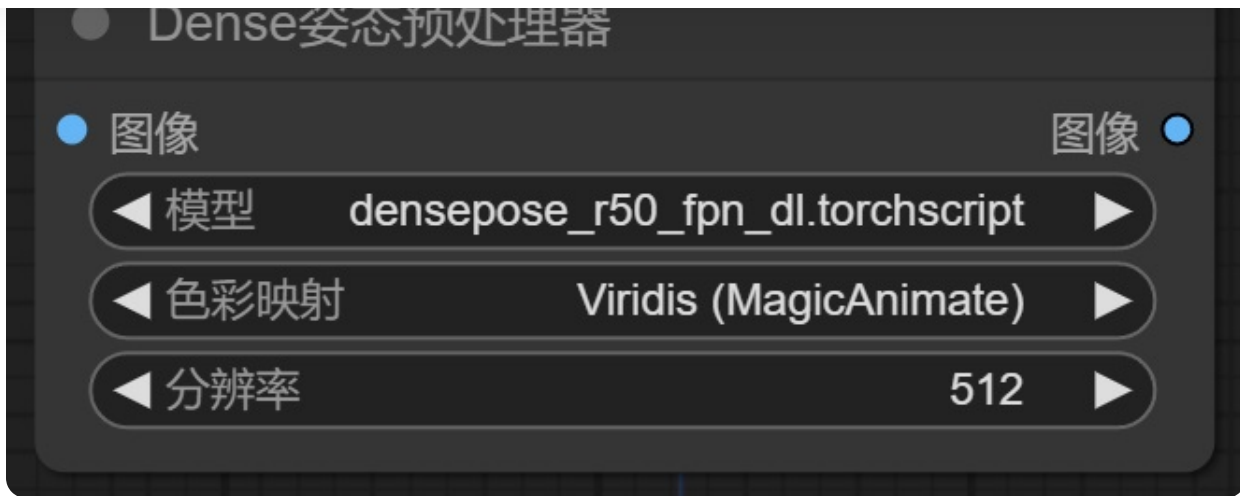 Dense姿态预处理器
图像 图像
模型 densepose_r50_fpn_dl.torchscript
色彩映射 Viridis (MagicAnimate)
分辨率 512